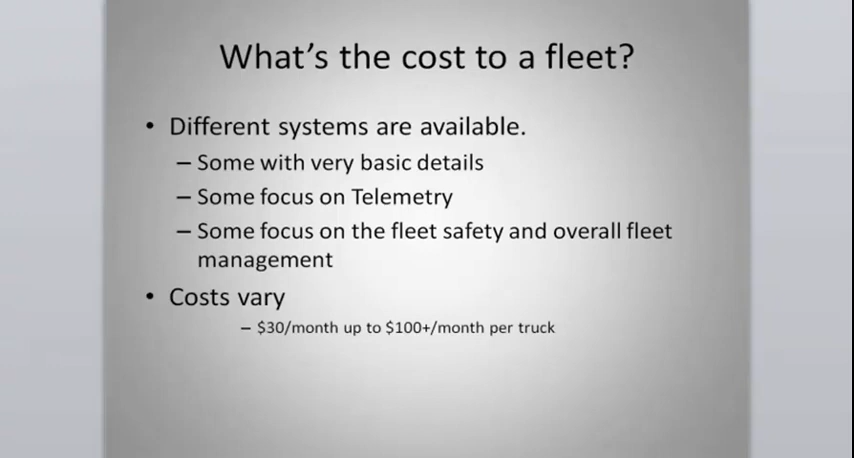 What's the cost to a fleet?
• Different systems are available.
– Some with very basic details
– Some focus on Telemetry
– Some focus on the fleet safety and overall fleet
management
• Costs vary
– $30/month up to $100+/month per truck